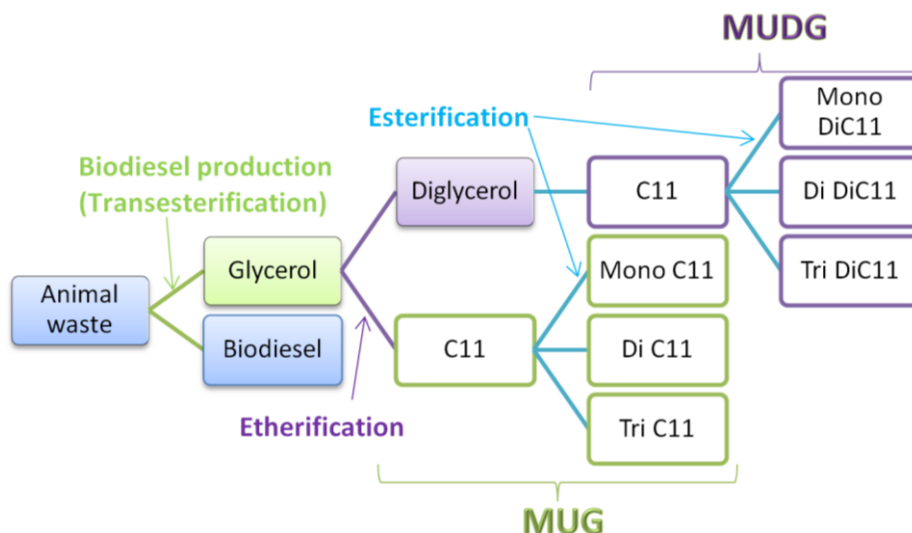 MUDG
Mono
DiC11
Esterification
Biodiesel production
(Transesterification)
Diglycerol
C11
Di DiC11
Glycerol
Mono C11
Tri DiC11
Animal
waste
Biodiesel
C11
Di C11
Etherification
Tri C11
MUG